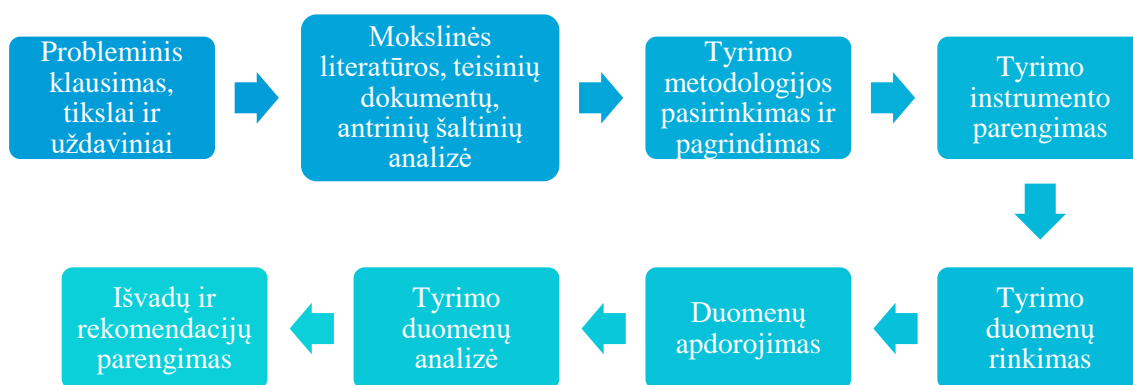 Probleminis
klausimas,
tikslai ir
uždaviniai
Mokslinės
literatūros, teisinių
dokumentų,
antrinių šaltinių
analizė
Tyrimo
metodologijos
pasirinkimas ir
pagrindimas
Tyrimo
instrumento
parengimas
Tyrimo
duomenų
rinkimas
Duomenų
apdorojimas
Tyrimo
duomenų
analizė
Išvadų ir
rekomendacijų
parengimas